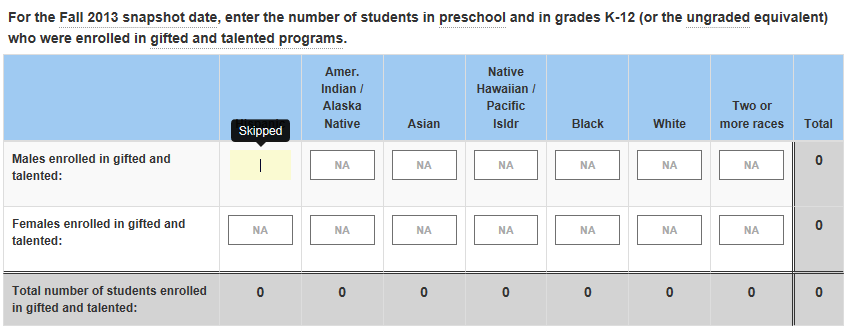 For the Fall 2013 snapshot date, enter the number of students in preschool and in grades K-12 (or the ungraded equivalent)
who were enrolled in gifted and talented programs.
Skipped
Amer.
Indian /
Alaska
Native
Asian
Native
Hawaiian /
Pacific
Isldr
Black
White
Two or
more races
Total
Males enrolled in gifted and
talented:
NA NA NA NA NA NA 0
Females enrolled in gifted and
talented:
NA NA NA NA NA NA NA 0
Total number of students enrolled
in gifted and talented:
0 0 0 0 0 0 0 0